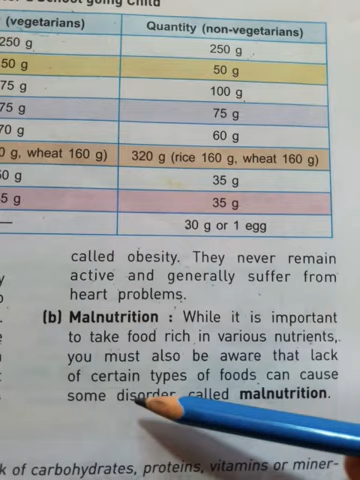 School going Child
(vegetarians) Quantity (non-vegetarians)
250 g 250 g
50 g 50 g
75 g 100 g
75 g 75 g
70 g 60 g
0 g, wheat 160 g) 320 g (rice 160 g, wheat 160 g)
50 g 35 g
5 g 35 g
— 30 g or 1 egg
called obesity. They never remain
active and generally suffer from
heart problems.
(b) Malnutrition : While it is important
to take food rich in various nutrients,
you must also be aware that lack
of certain types of foods can cause
some disorder called malnutrition.
k of carbohydrates, proteins, vitamins or miner-